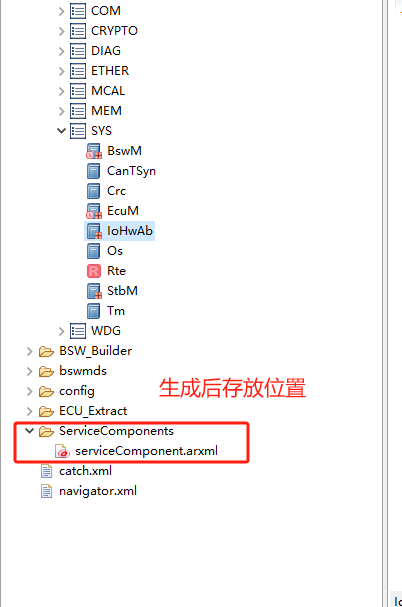 COM
CRYPTO
DIAG
ETHER
MCAL
MEM
SYS
BswM
CanTSyn
Crc
EcuM
IoHwAb
Os
Rte
StbM
Tm
WDG
BSW_Builder
bswmds
config
生成后存放位置
ECU_Extract
ServiceComponents
serviceComponent.arxml
catch.xml
navigator.xml